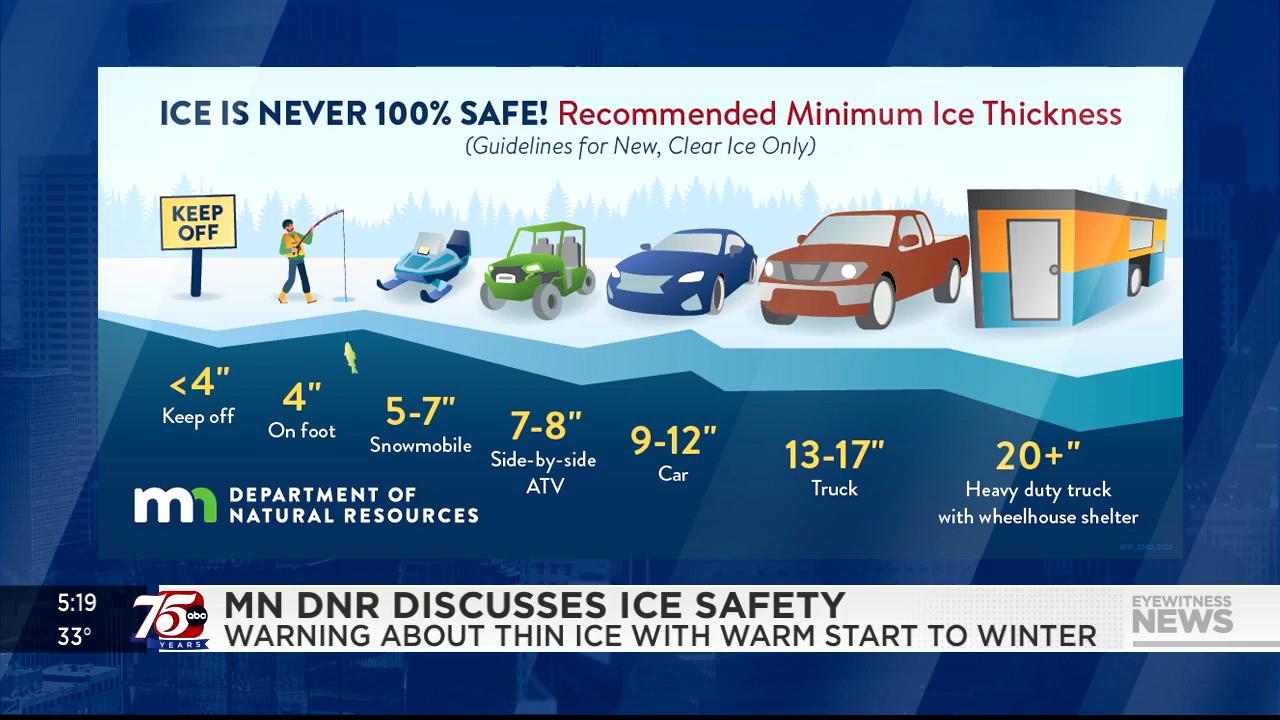 ICE IS NEVER 100% SAFE! Recommended Minimum Ice Thickness
(Guidelines for New, Clear Ice Only)
KEEP
OFF
<4"
Keep off
4"
On foot
5-7"
Snowmobile
7-8"
Side-by-side
ATV
9-12"
Car
13-17"
Truck
20+"
Heavy duty truck
with wheelhouse shelter
mn DEPARTMENT OF
NATURAL RESOURCES
5:19
33°
75 abc
YEARS
MN DNR DISCUSSES ICE SAFETY
WARNING ABOUT THIN ICE WITH WARM START TO WINTER
EYEWITNESS
NEWS